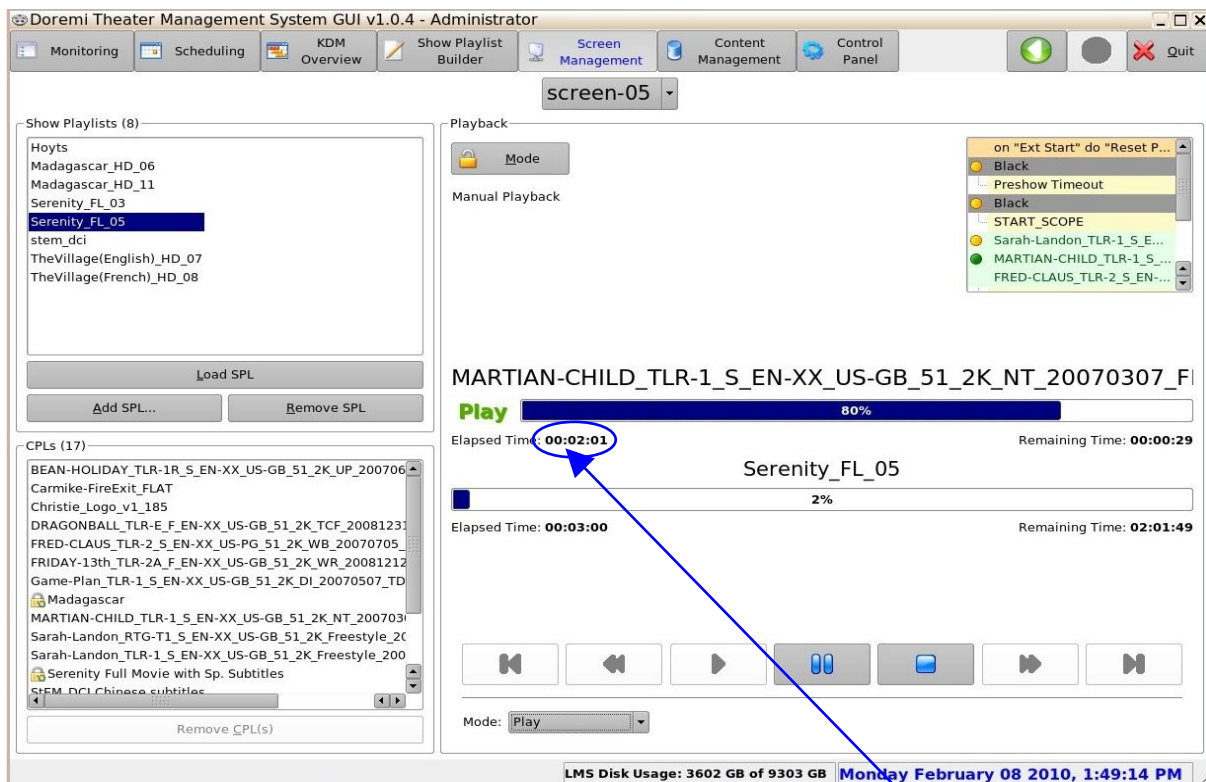 Doremi Theater Management System GUI v1.0.4 - Administrator
Monitoring
Scheduling
KDM Overview
Show Playlist Builder
Screen Management
Content Management
Control Panel
Quit
screen-05
Show Playlists (8)
Hoyts
Madagascar_HD_06
Madagascar_HD_11
Serenity_FL_03
Serenity_FL_05
stem_dci
TheVillage(English)_HD_07
TheVillage(French)_HD_08
Load SPL
Add SPL...
Remove SPL
CPLs (17)
BEAN-HOLIDAY_TLR-1R_S_EN-XX_US-GB_51_2K_UP_200706
Carmike-FireExit_FLAT
Christie_Logo_v1_185
DRAGONBALL_TLR-E_F_EN-XX_US-GB_51_2K_TCF_20081231
FRED-CLAUS_TLR-2_S_EN-XX_US-PG_51_2K_WB_20070705_
FRIDAY-13th_TLR-2A_F_EN-XX_US-GB_51_2K_WR_20081212
Game-Plan_TLR-1_S_EN-XX_US-GB_51_2K_DI_20070507_TD
Madagascar
MARTIAN-CHILD_TLR-1_S_EN-XX_US-GB_51_2K_NT_200703
Sarah-Landon_RTG-T1_S_EN-XX_US-GB_51_2K_Freestyle_20
Sarah-Landon_TLR-1_S_EN-XX_US-GB_51_2K_Freestyle_200
Serenity Full Movie with Sp. Subtitles
StEM_DCI Chinese subtitles
Remove CPL(s)
Playback
Mode
Manual Playback
on "Ext Start" do "Reset P...
Black
Preshow Timeout
Black
START_SCOPE
Sarah-Landon_TLR-1_S_E...
MARTIAN-CHILD_TLR-1_S_...
FRED-CLAUS_TLR-2_S_EN-...
MARTIAN-CHILD_TLR-1_S_EN-XX_US-GB_51_2K_NT_20070307_F
Play
80%
Elapsed Time: 00:02:01
Remaining Time: 00:00:29
Serenity_FL_05
2%
Elapsed Time: 00:03:00
Remaining Time: 02:01:49
Mode: Play
LMS Disk Usage: 3602 GB of 9303 GB
Monday February 08 2010, 1:49:14 PM